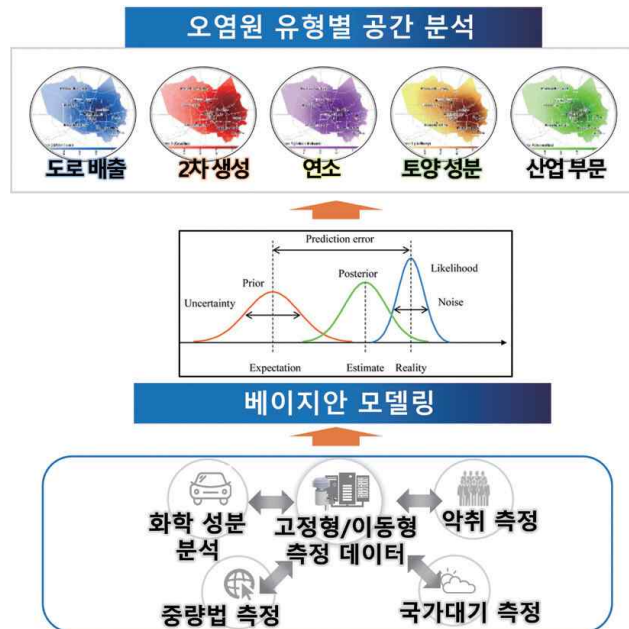 오염원 유형별 공간 분석
도로 배출
2차 생성
연소
토양 성분
산업 부문
Prediction error
Prior
Posterior
Likelihood
Uncertainty
Noise
Expectation
Estimate
Reality
베이지안 모델링
화학 성분
분석
고정형/이동형
측정 데이터
악취 측정
중량법 측정
국가대기 측정